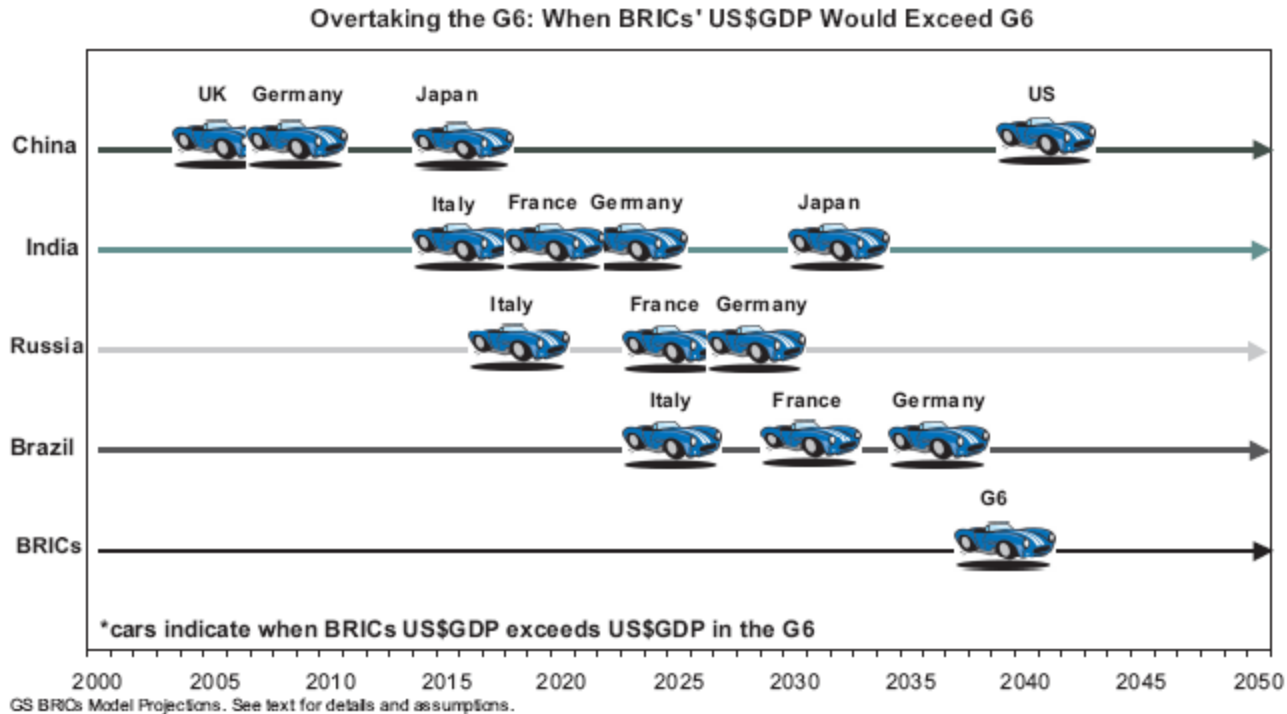 Overtaking the G6: When BRICs' US$GDP Would Exceed G6
UK Germany Japan US
China
Italy France Germany Japan
India
Italy France Germany
Russia
Italy France Germany
Brazil
G6
BRICs
*cars indicate when BRICs US$GDP exceeds US$GDP in the G6
2000 2005 2010 2015 2020 2025 2030 2035 2040 2045 2050
GS BRICs Model Projections. See text for details and assumptions.